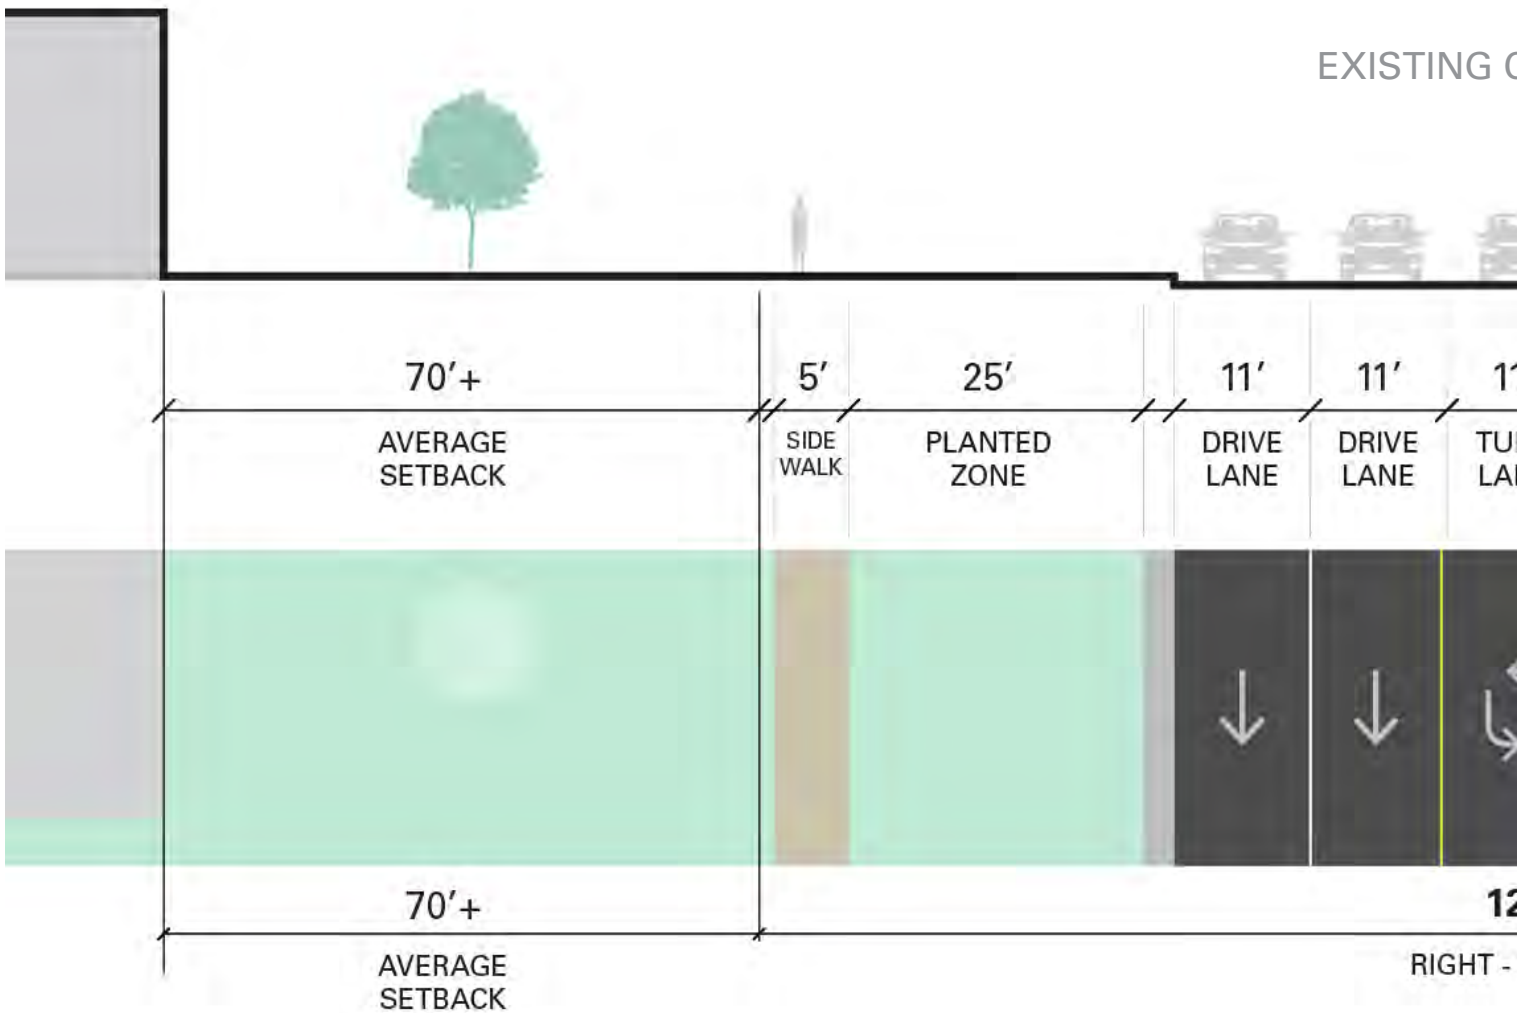 EXISTING
70′+
5′
25′
11′
11′
AVERAGE
SETBACK
SIDE
WALK
PLANTED
ZONE
DRIVE
LANE
DRIVE
LANE
70′+
AVERAGE
SETBACK
RIGHT -